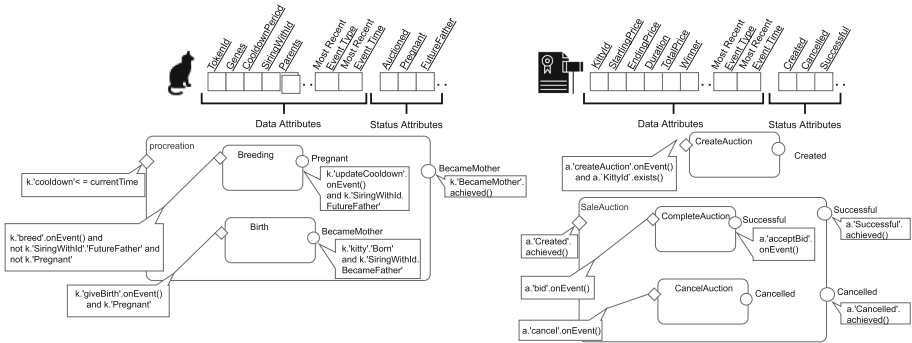 TokenId
Genes
CooldownPeriod
SiringWithId
Parents
Most Recent
Event Type
Most Recent
Event Time
Auctioned
Pregnant
FutureFather
Data Attributes
Status Attributes
procreation
k.'cooldown'< = currentTime
Breeding
Pregnant
k.'updateCooldown'.
onEvent()
and k.'SiringWithId.
FutureFather'
BecameMother
k.'BecameMother'.
achieved()
k.'breed'.onEvent() and
not k.'SiringWithId'.'FutureFather' and
not k.'Pregnant'
Birth
BecameMother
k.'kitty'.'Born'
and k.'SiringWithId.
BecameFather'
k.'giveBirth'.onEvent()
and k.'Pregnant'
KittyId
StartingPrice
EndingPrice
Duration
TotalPrice
Winner
Most Recent
Event Type
Most Recent
Event Time
Created
Cancelled
Successful
Data Attributes
Status Attributes
CreateAuction
Created
a.'createAuction'.onEvent()
and a.`KittyId`.exists()
SaleAuction
a.'Created'.
achieved()
CompleteAuction
Successful
a.'acceptBid'.
onEvent()
Successful
a.'Successful'.
achieved()
a.'bid'.onEvent()
CancelAuction
Cancelled
Cancelled
a.'Cancelled'.
achieved()
a.'cancel'.onEvent()